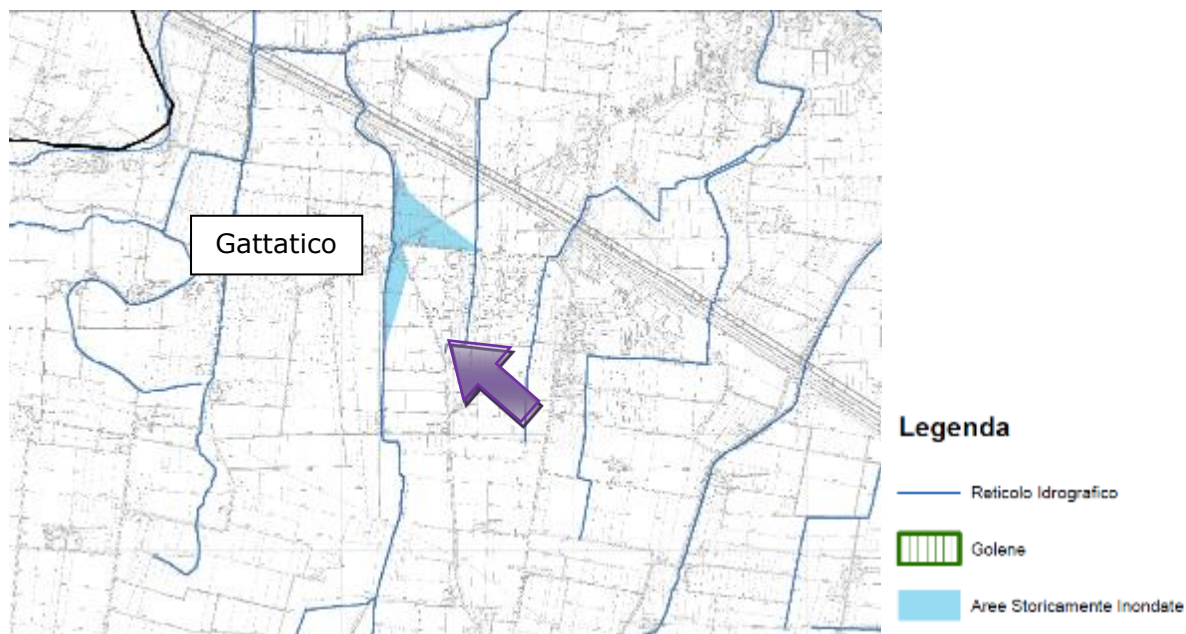 Gattatico
Legenda
Reticolo Idrografico
Golene
Aree Storicamente Inondate